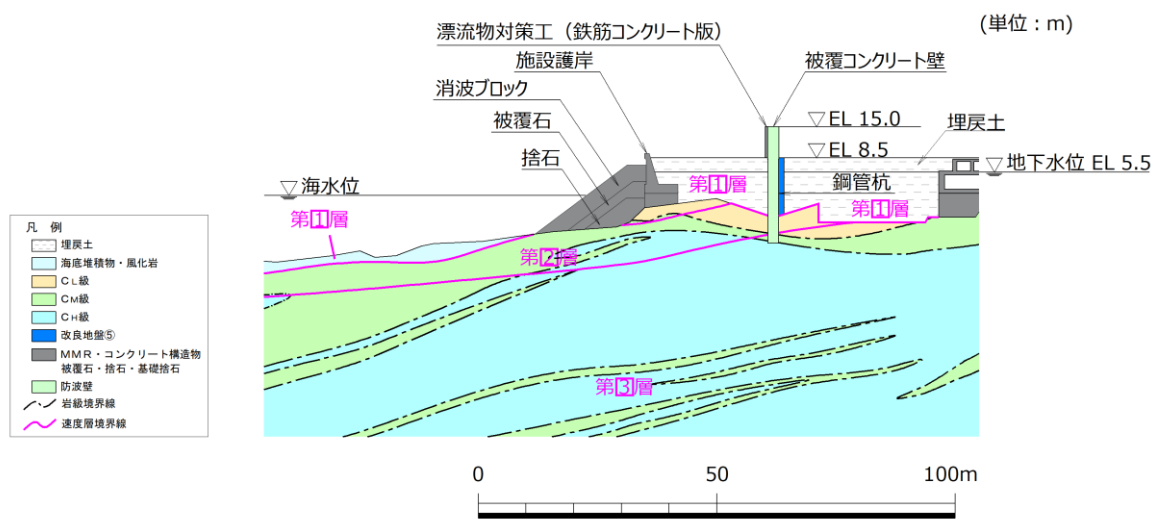 (単位：m)
漂流物対策工（鉄筋コンクリート版）
施設護岸
被覆コンクリート壁
消波ブロック
被覆石
捨石
▽EL 15.0
埋戻土
▽EL 8.5
▽地下水位 EL 5.5
▽海水位
鋼管杭
第1層
第1層
第1層
第2層
第3層
凡 例
埋戻土
海底堆積物・風化岩
CL級
CM級
CH級
改良地盤⑤
MMR・コンクリート構造物
被覆石・捨石・基礎捨石
防波壁
岩級境界線
速度層境界線
0 50 100m